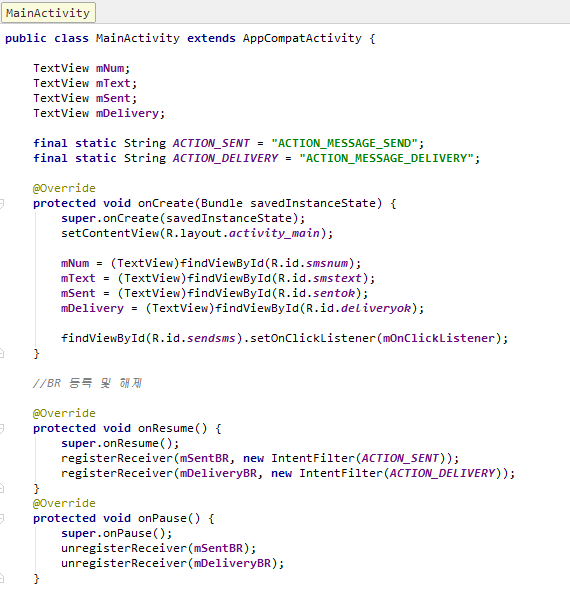 MainActivity
public class MainActivity extends AppCompatActivity {
TextView mNum;
TextView mText;
TextView mSent;
TextView mDelivery;
final static String ACTION_SENT = "ACTION_MESSAGE_SEND";
final static String ACTION_DELIVERY = "ACTION_MESSAGE_DELIVERY";
@Override
protected void onCreate(Bundle savedInstanceState) {
super.onCreate(savedInstanceState);
setContentView(R.layout.activity_main);
mNum = (TextView)findViewById(R.id.smsnum);
mText = (TextView)findViewById(R.id.smstext);
mSent = (TextView)findViewById(R.id.sentok);
mDelivery = (TextView)findViewById(R.id.deliveryok);
findViewById(R.id.sendsms).setOnClickListener(mOnClickListener);
}
//BR 등록 및 해제
@Override
protected void onResume() {
super.onResume();
registerReceiver(mSentBR, new IntentFilter(ACTION_SENT));
registerReceiver(mDeliveryBR, new IntentFilter(ACTION_DELIVERY));
}
@Override
protected void onPause() {
super.onPause();
unregisterReceiver(mSentBR);
unregisterReceiver(mDeliveryBR);
}